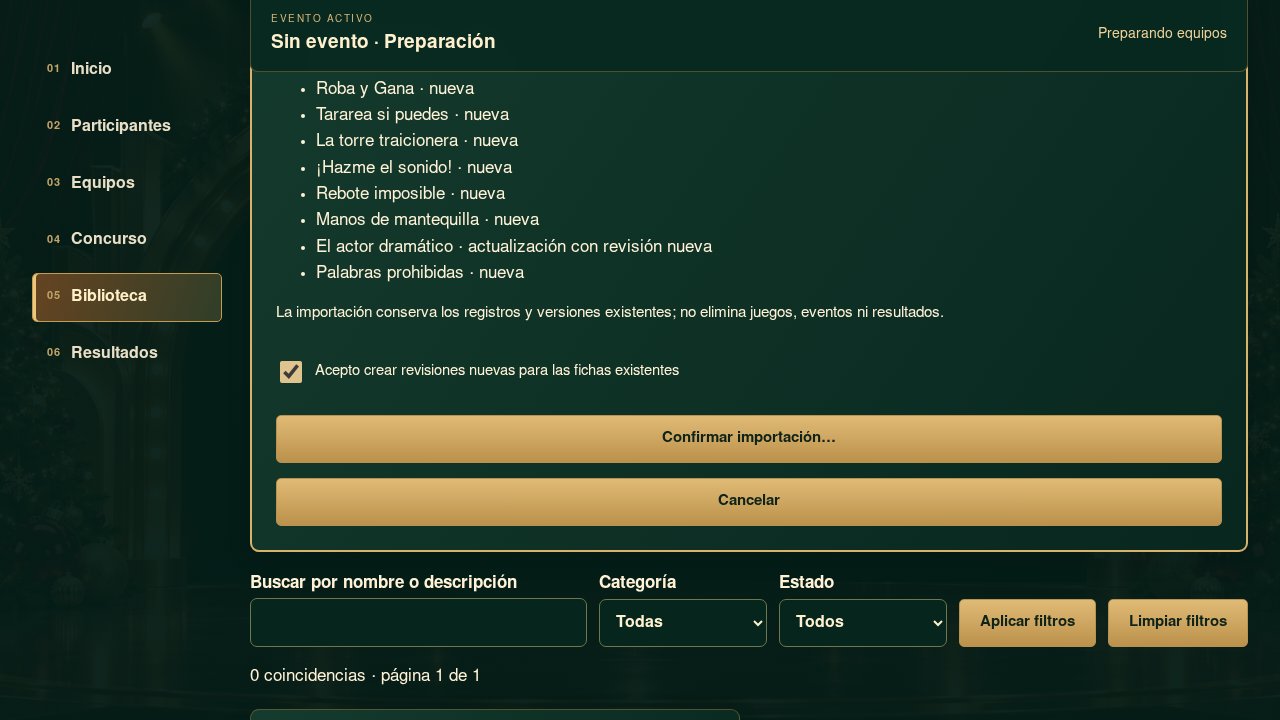 EVENTO ACTIVO
Sin evento · Preparación
Preparando equipos
01 Inicio
02 Participantes
03 Equipos
04 Concurso
05 Biblioteca
06 Resultados
• Roba y Gana · nueva
• Tararea si puedes · nueva
• La torre traicionera · nueva
• ¡Hazme el sonido! · nueva
• Rebote imposible · nueva
• Manos de mantequilla · nueva
• El actor dramático · actualización con revisión nueva
• Palabras prohibidas · nueva
La importación conserva los registros y versiones existentes; no elimina juegos, eventos ni resultados.
Acepto crear revisiones nuevas para las fichas existentes
Confirmar importación…
Cancelar
Buscar por nombre o descripción
Categoría
Estado
Todas
Todos
Aplicar filtros
Limpiar filtros
0 coincidencias · página 1 de 1